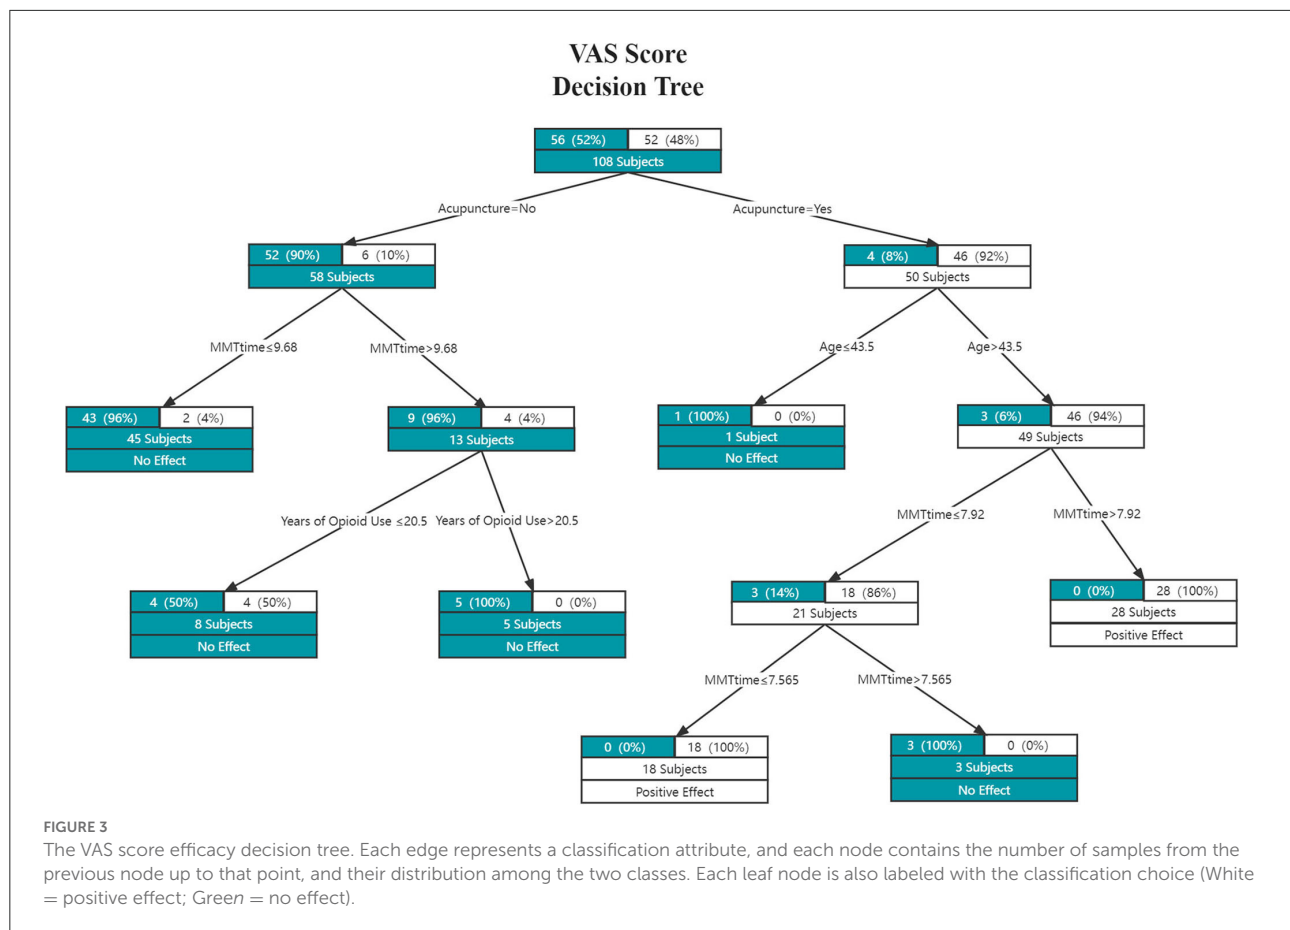 VAS Score
Decision Tree
56 (52%) 52 (48%)
108 Subjects
Acupuncture=No Acupuncture=Yes
52 (90%) 6 (10%) 4 (8%) 46 (92%)
58 Subjects 50 Subjects
MMTtime≤9.68 MMTtime>9.68 Age≤43.5 Age>43.5
43 (96%) 2 (4%) 9 (96%) 4 (4%) 1 (100%) 0 (0%) 3 (6%) 46 (94%)
45 Subjects 13 Subjects 1 Subject 49 Subjects
No Effect No Effect
Years of Opioid Use ≤20.5 Years of Opioid Use>20.5 MMTtime≤7.92 MMTtime>7.92
4 (50%) 4 (50%) 5 (100%) 0 (0%) 3 (14%) 18 (86%) 0 (0%) 28 (100%)
8 Subjects 5 Subjects 21 Subjects 28 Subjects
No Effect No Effect Positive Effect
MMTtime≤7.565 MMTtime>7.565
0 (0%) 18 (100%) 3 (100%) 0 (0%)
18 Subjects 3 Subjects
Positive Effect No Effect
FIGURE 3
The VAS score efficacy decision tree. Each edge represents a classification attribute, and each node contains the number of samples from the
previous node up to that point, and their distribution among the two classes. Each leaf node is also labeled with the classification choice (White
= positive effect; Green = no effect).